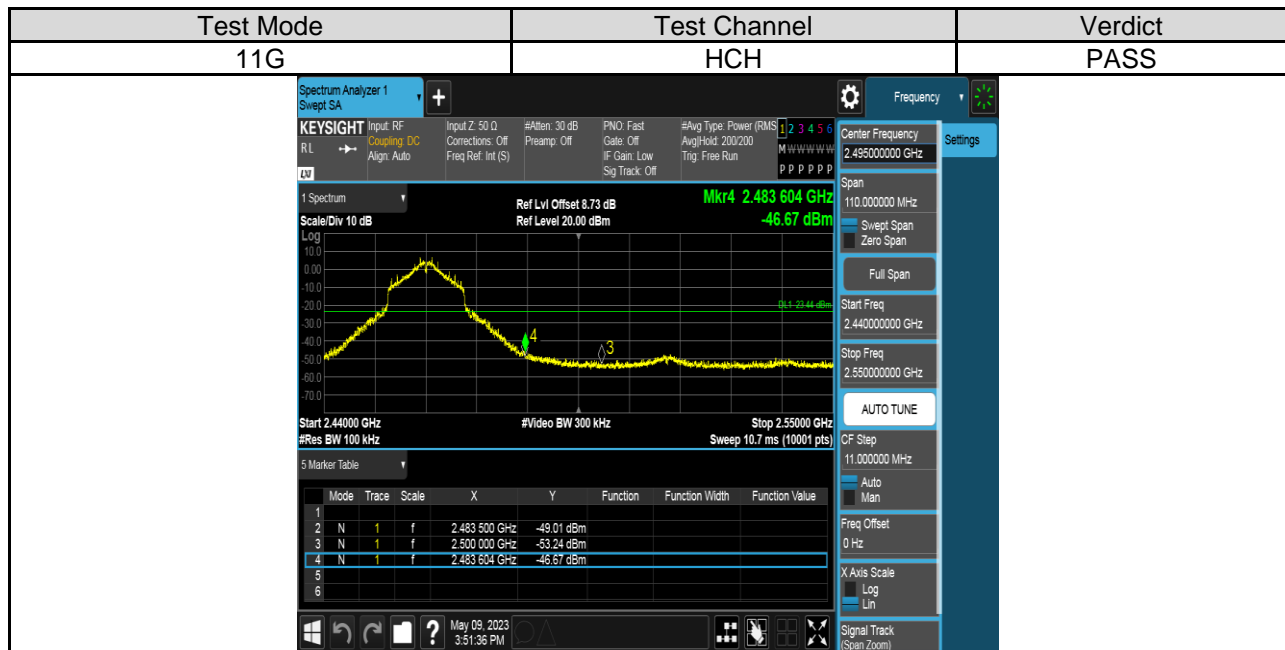 Test Mode Test Channel Verdict
11G HCH PASS
Spectrum Analyzer 1
Swept SA
+
Frequency
KEYSIGHT
RL
LXI
Input: RF
Coupling: DC
Align: Auto
Input Z: 50 Ω
Corrections: Off
Freq Ref: Int (S)
#Atten: 30 dB
Preamp: Off
PNO: Fast
Gate: Off
IF Gain: Low
Sig Track: Off
#Avg Type: Power (RMS
Avg|Hold: 200/200
Trig: Free Run
1 2 3 4 5 6
M W W W W W
P P P P P P
Center Frequency
2.495000000 GHz
Settings
Span
110.000000 MHz
Swept Span
Zero Span
Full Span
Start Freq
2.440000000 GHz
Stop Freq
2.550000000 GHz
AUTO TUNE
CF Step
11.000000 MHz
Auto
Man
Freq Offset
0 Hz
X Axis Scale
Log
Lin
Signal Track
(Span Zoom)
1 Spectrum
Scale/Div 10 dB
Ref Lvl Offset 8.73 dB
Ref Level 20.00 dBm
Mkr4 2.483 604 GHz
-46.67 dBm
Log
10.0
0.00
-10.0
-20.0
-30.0
-40.0
-50.0
-60.0
-70.0
DL1 -23.44 dBm
4
3
Start 2.44000 GHz #Video BW 300 kHz Stop 2.55000 GHz
#Res BW 100 kHz Sweep 10.7 ms (10001 pts)
5 Marker Table
Mode Trace Scale X Y Function Function Width Function Value
1
2 N 1 f 2.483 500 GHz -49.01 dBm
3 N 1 f 2.500 000 GHz -53.24 dBm
4 N 1 f 2.483 604 GHz -46.67 dBm
5
6
?
May 09, 2023
3:51:36 PM